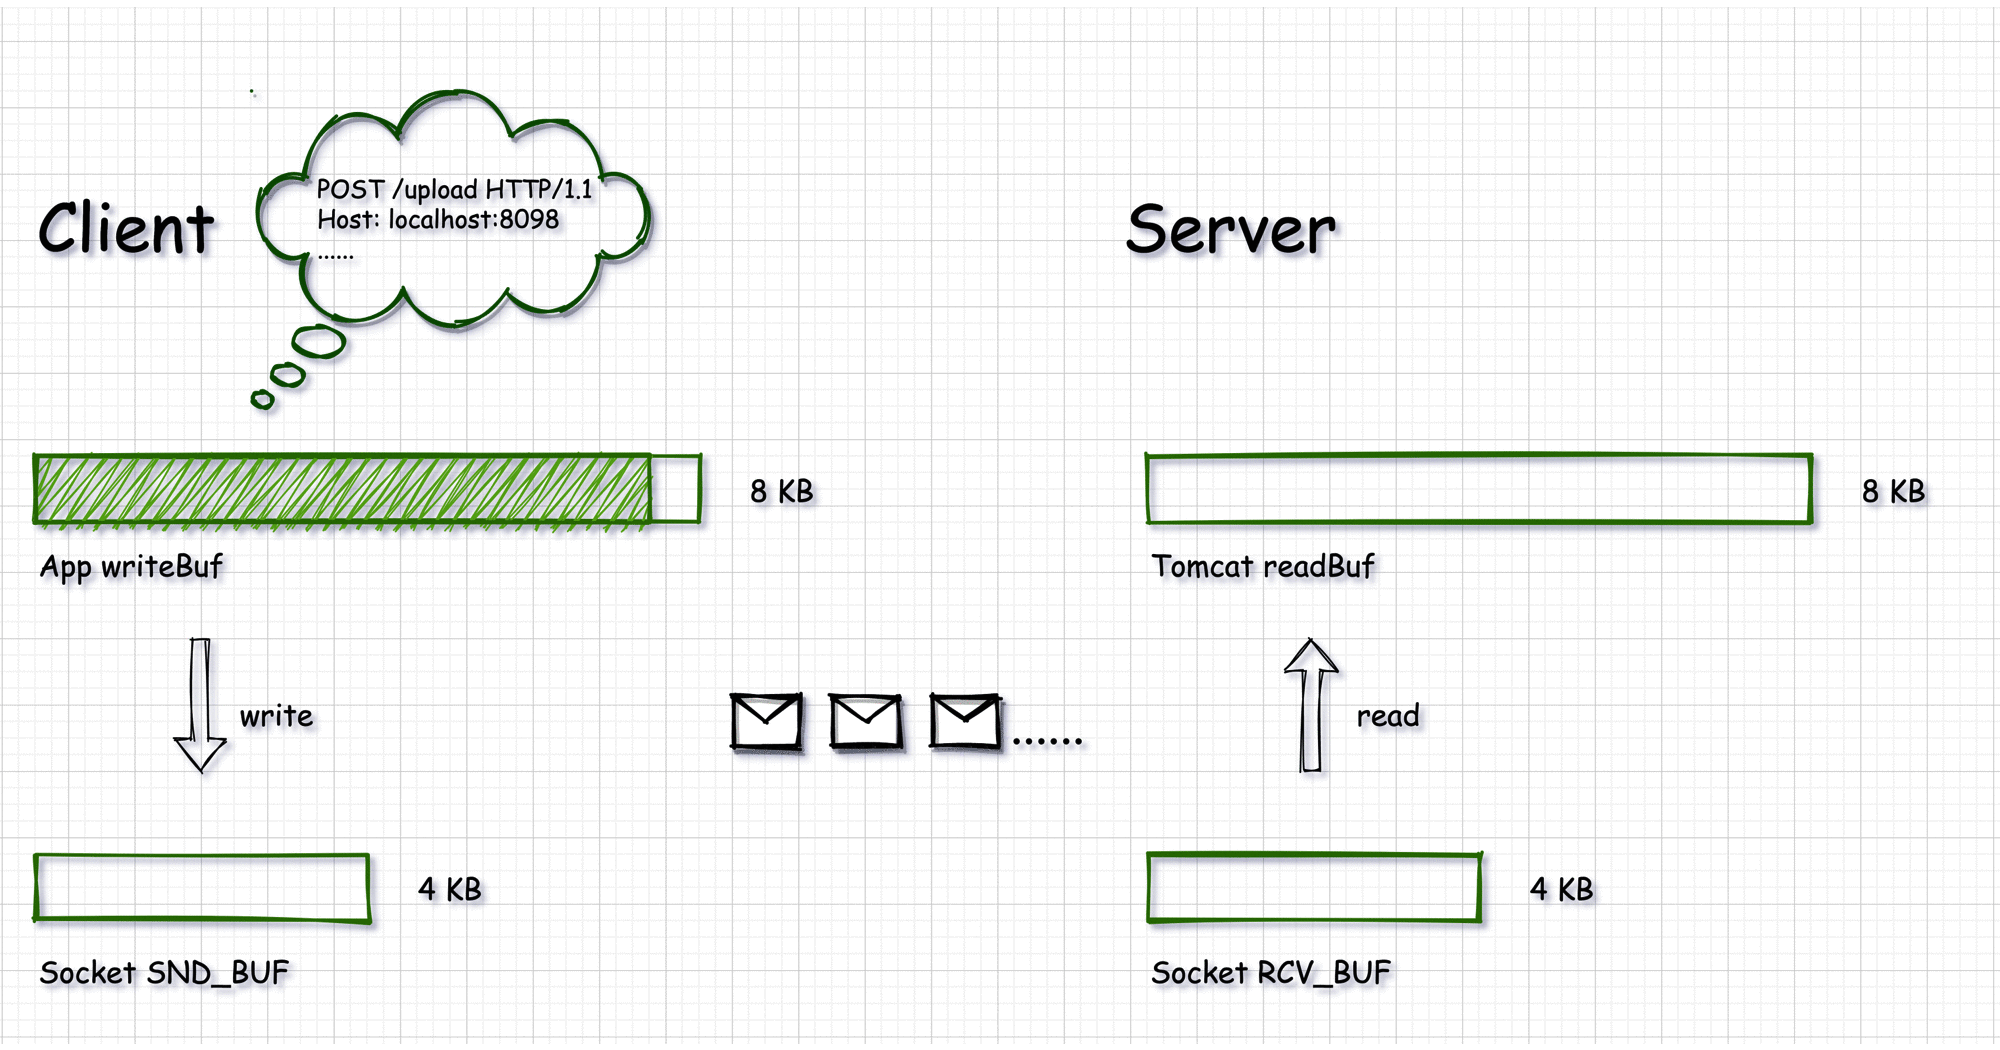 Client
POST /upload HTTP/1.1
Host: localhost:8098
......
Server
8 KB
App writeBuf
8 KB
Tomcat readBuf
write
......
read
4 KB
Socket SND_BUF
4 KB
Socket RCV_BUF